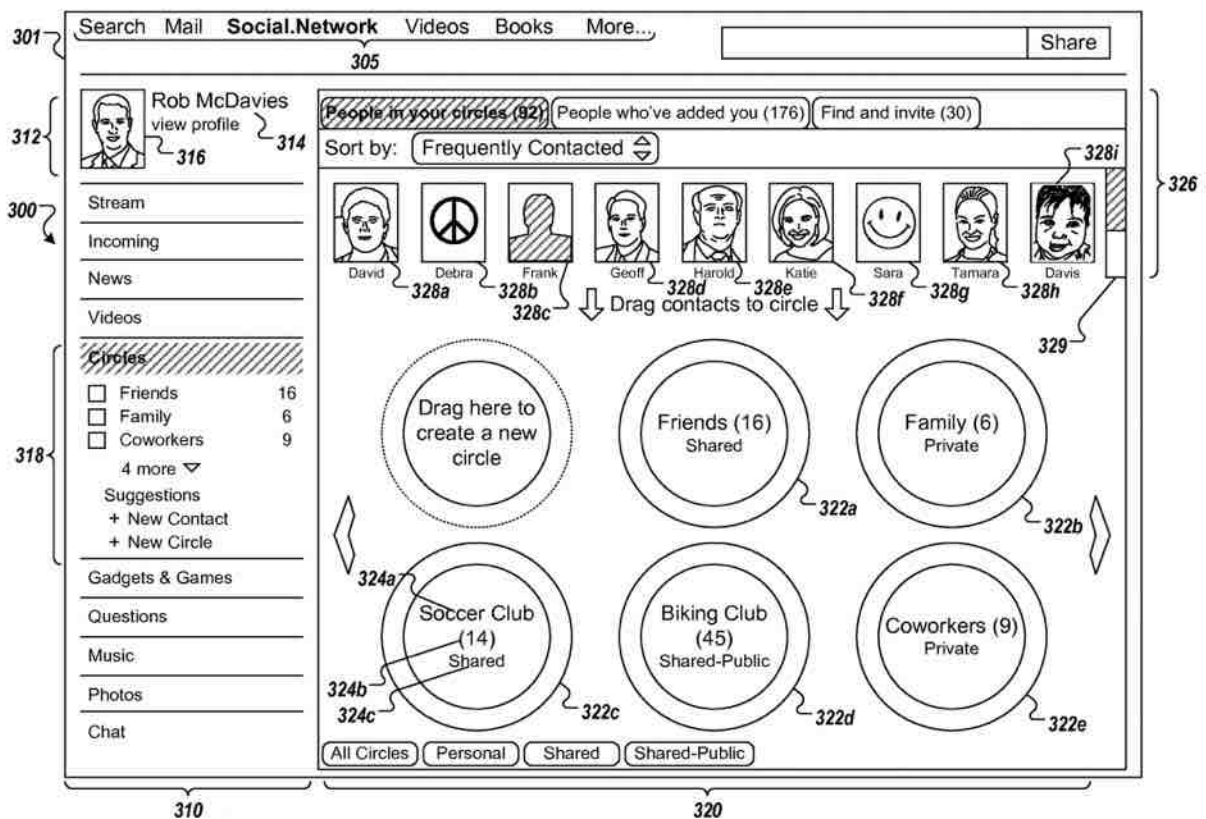 Search Mail Social.Network Videos Books More...
Share
301
305
Rob McDavies
view profile
312
314
316
People in your circles (92) People who've added you (176) Find and invite (30)
Sort by: Frequently Contacted
328i
326
300
Stream
Incoming
News
Videos
David Debra Frank Geoff Harold Katie Sara Tamara Davis
328a 328b 328c 328d 328e 328f 328g 328h
Drag contacts to circle
329
318
Circles
Friends 16
Family 6
Coworkers 9
4 more
Suggestions
+ New Contact
+ New Circle
Gadgets & Games
Questions
Music
Photos
Chat
Drag here to
create a new
circle
Friends (16)
Shared
322a
Family (6)
Private
322b
324a
Soccer Club
(14)
Shared
324b
324c
322c
Biking Club
(45)
Shared-Public
322d
Coworkers (9)
Private
322e
All Circles Personal Shared Shared-Public
310
320